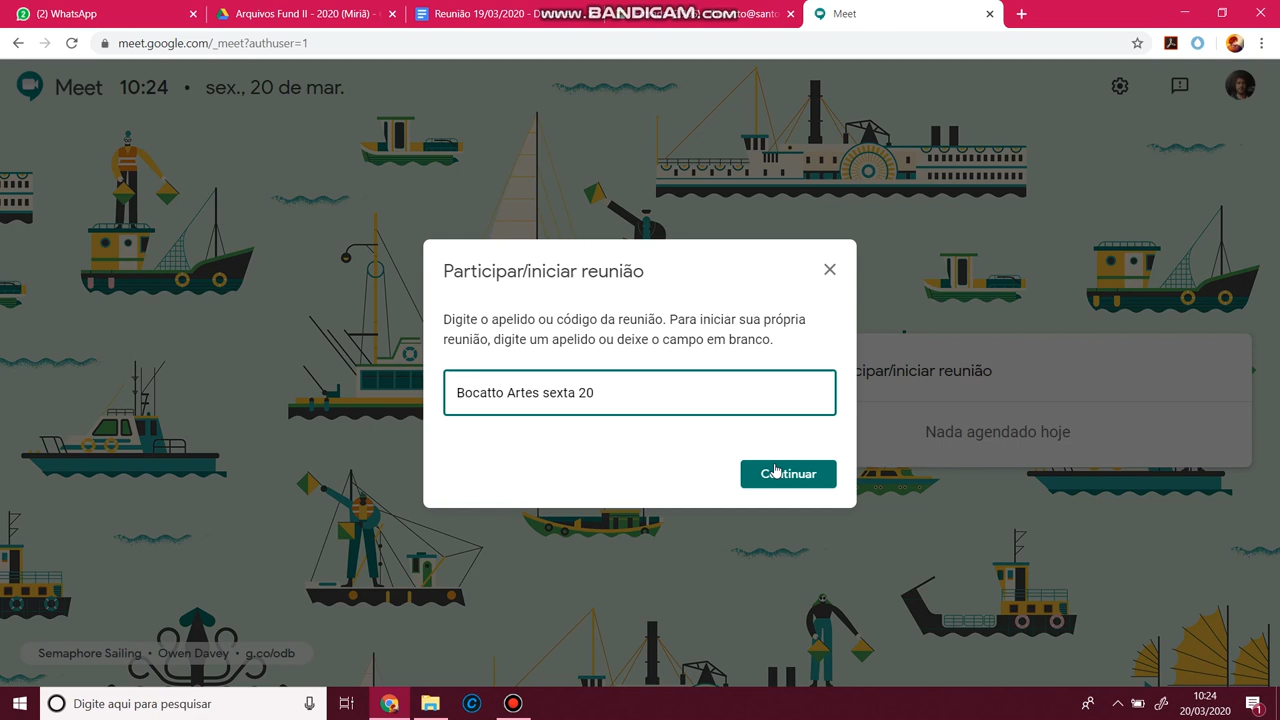 (2) WhatsApp
Arquivos Fund II - 2020 (Miriã) -
Reunião 19/03/2020 - D
www.BANDICAM.com
Meet
meet.google.com/_meet?authuser=1
Meet 10:24 • sex., 20 de mar.
Participar/iniciar reunião
Digite o apelido ou código da reunião. Para iniciar sua própria
reunião, digite um apelido ou deixe o campo em branco.
Bocatto Artes sexta 20
Continuar
cipar/iniciar reunião
Nada agendado hoje
Semaphore Sailing • Owen Davey • g.co/odb
Digite aqui para pesquisar
10:24
20/03/2020
1